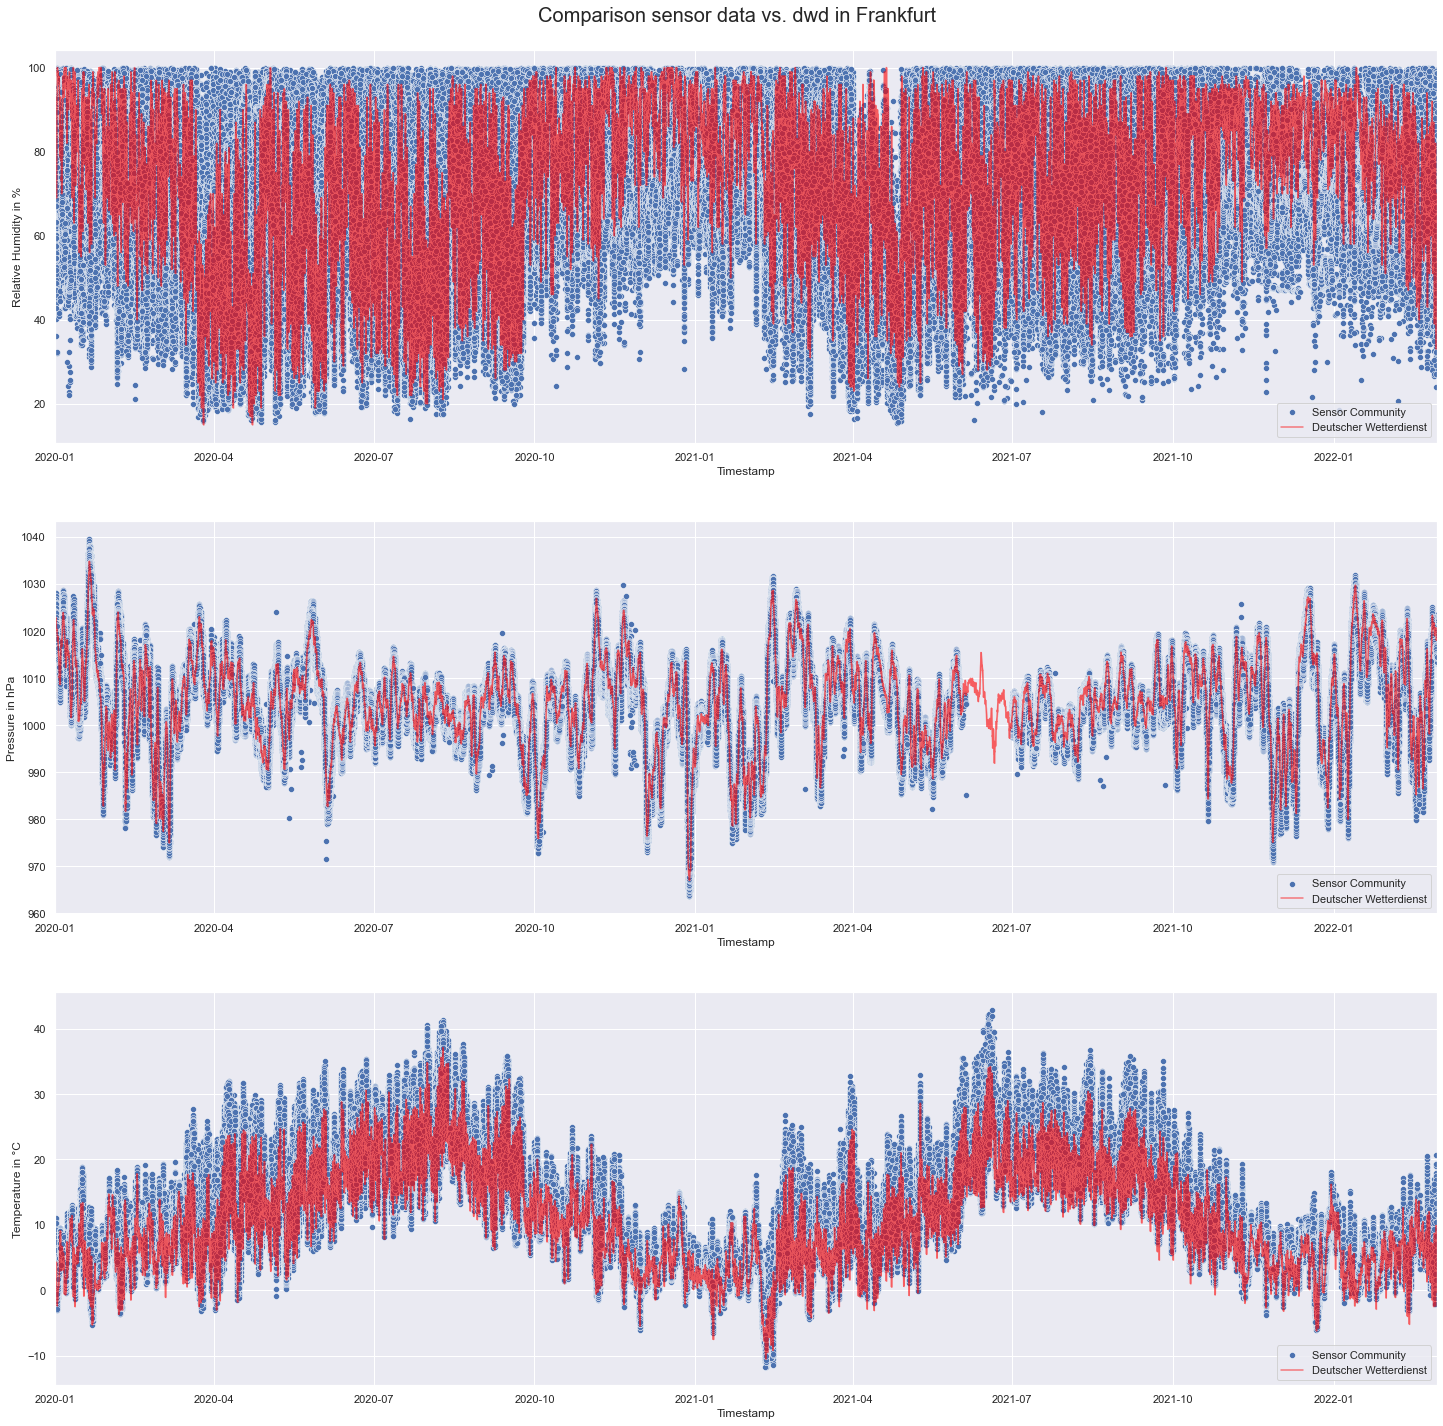 Comparison sensor data vs. dwd in Frankfurt
100
80
60
40
20
Relative Humidity in %
Sensor Community
Deutscher Wetterdienst
2020-01 2020-04 2020-07 2020-10 2021-01 2021-04 2021-07 2021-10 2022-01
Timestamp
1040
1030
1020
1010
1000
990
980
970
960
Pressure in hPa
Sensor Community
Deutscher Wetterdienst
2020-01 2020-04 2020-07 2020-10 2021-01 2021-04 2021-07 2021-10 2022-01
Timestamp
40
30
20
10
0
−10
Temperature in °C
Sensor Community
Deutscher Wetterdienst
2020-01 2020-04 2020-07 2020-10 2021-01 2021-04 2021-07 2021-10 2022-01
Timestamp